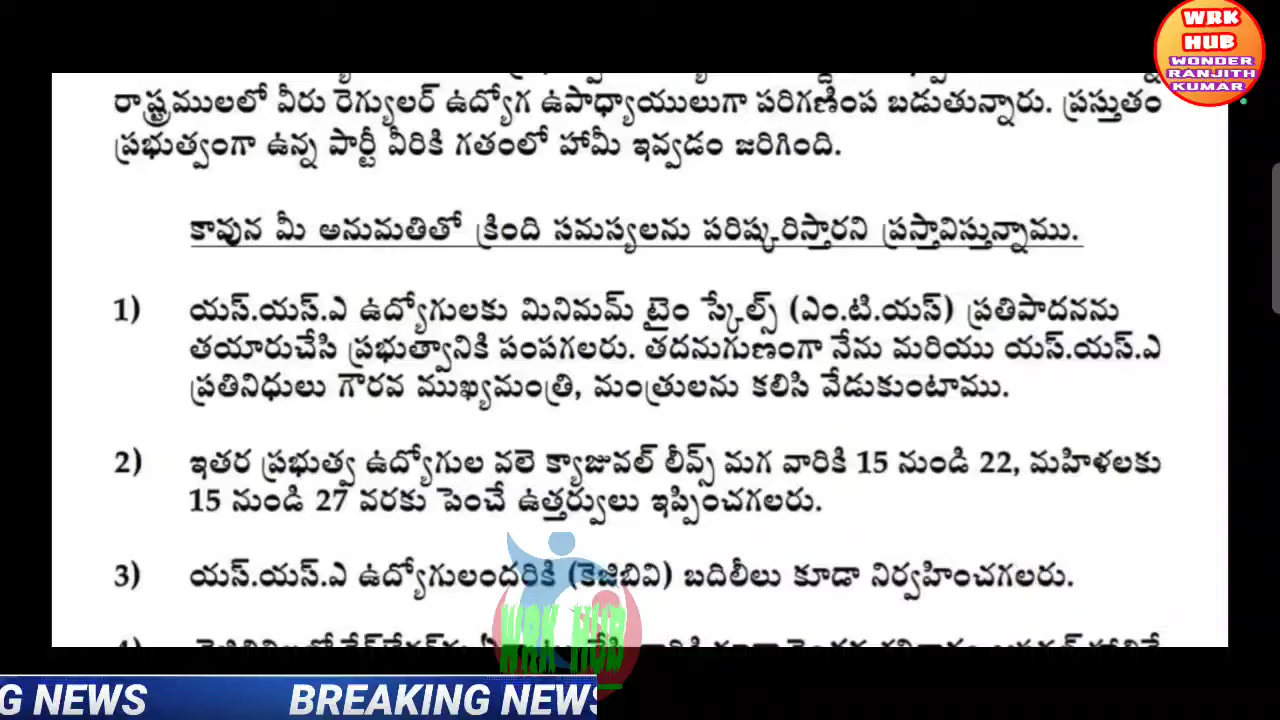 WRK
HUB
WONDER
RANJITH
KUMAR
రాష్ట్రములలో వీరు రెగ్యులర్ ఉద్యోగ ఉపాధ్యాయులుగా పరిగణింప బడుతున్నారు. ప్రస్తుతం
ప్రభుత్వంగా ఉన్న పార్టీ వీరికి గతంలో హామీ ఇవ్వడం జరిగింది.
కావున మీ అనుమతితో క్రింది సమస్యలను పరిష్కరిస్తారని ప్రస్తావిస్తున్నాము.
1) యస్.యస్.ఎ ఉద్యోగులకు మినిమమ్ టైం స్కేల్స్ (ఎం.టి.యస్) ప్రతిపాదనను
తయారుచేసి ప్రభుత్వానికి పంపగలరు. తదనుగుణంగా నేను మరియు యస్.యస్.ఎ
ప్రతినిధులు గౌరవ ముఖ్యమంత్రి, మంత్రులను కలిసి వేడుకుంటాము.
2) ఇతర ప్రభుత్వ ఉద్యోగుల వలె క్యాజువల్ లీవ్స్ మగ వారికి 15 నుండి 22, మహిళలకు
15 నుండి 27 వరకు పెంచే ఉత్తర్వులు ఇప్పించగలరు.
3) యస్.యస్.ఎ ఉద్యోగులందరికి (కెజిబివి) బదిలీలు కూడా నిర్వహించగలరు.
WRK HUB
G NEWS BREAKING NEWS